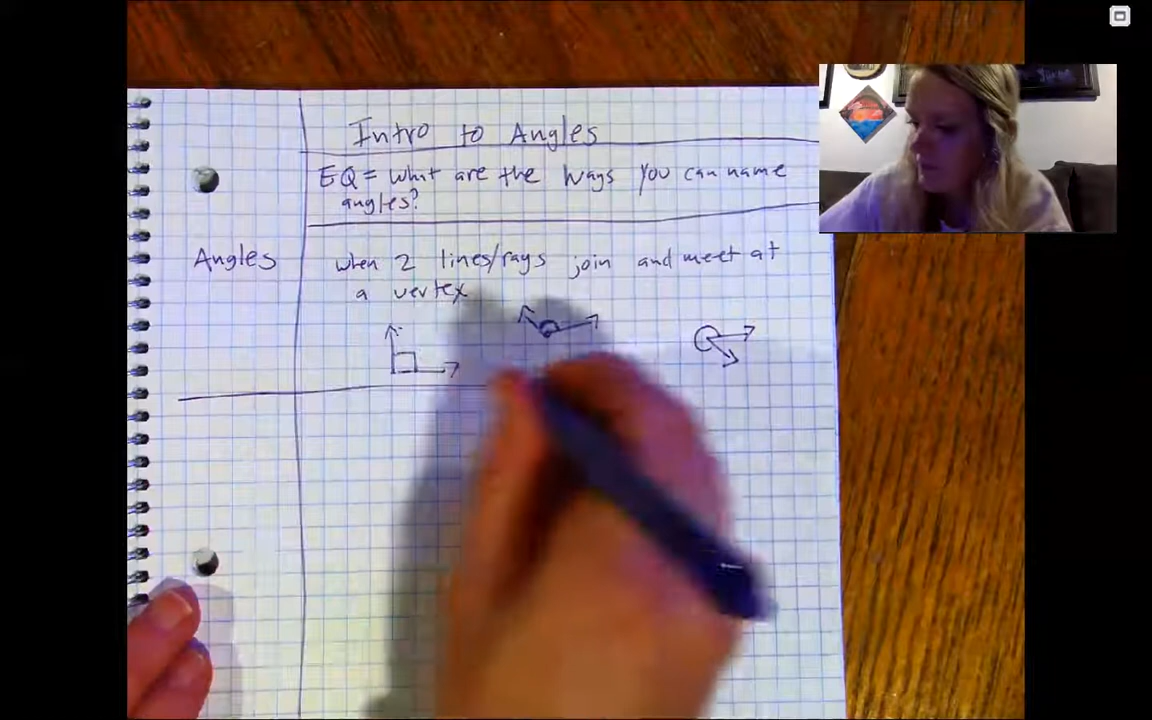 Intro to Angles
EQ = What are the ways you can name
angles?
Angles
when 2 lines/rays join and meet at
a vertex